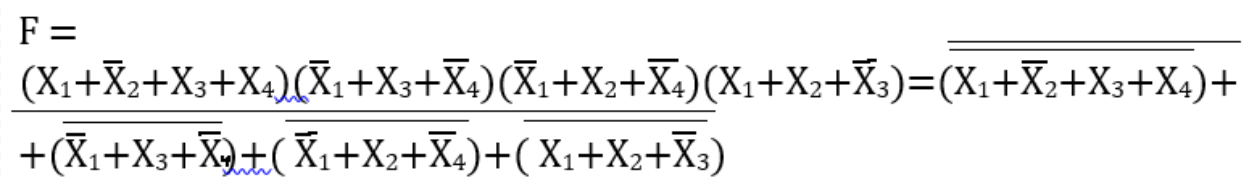 F =
(X₁+X̅₂+X₃+X₄)(X̅₁+X₃+X̅₄)(X̅₁+X₂+X̅₄)(X₁+X₂+X̅₃)=(X₁+X̅₂+X₃+X₄)+
+(X̅₁+X₃+X̅₄)+( X̅₁+X₂+X̅₄)+( X₁+X₂+X̅₃)